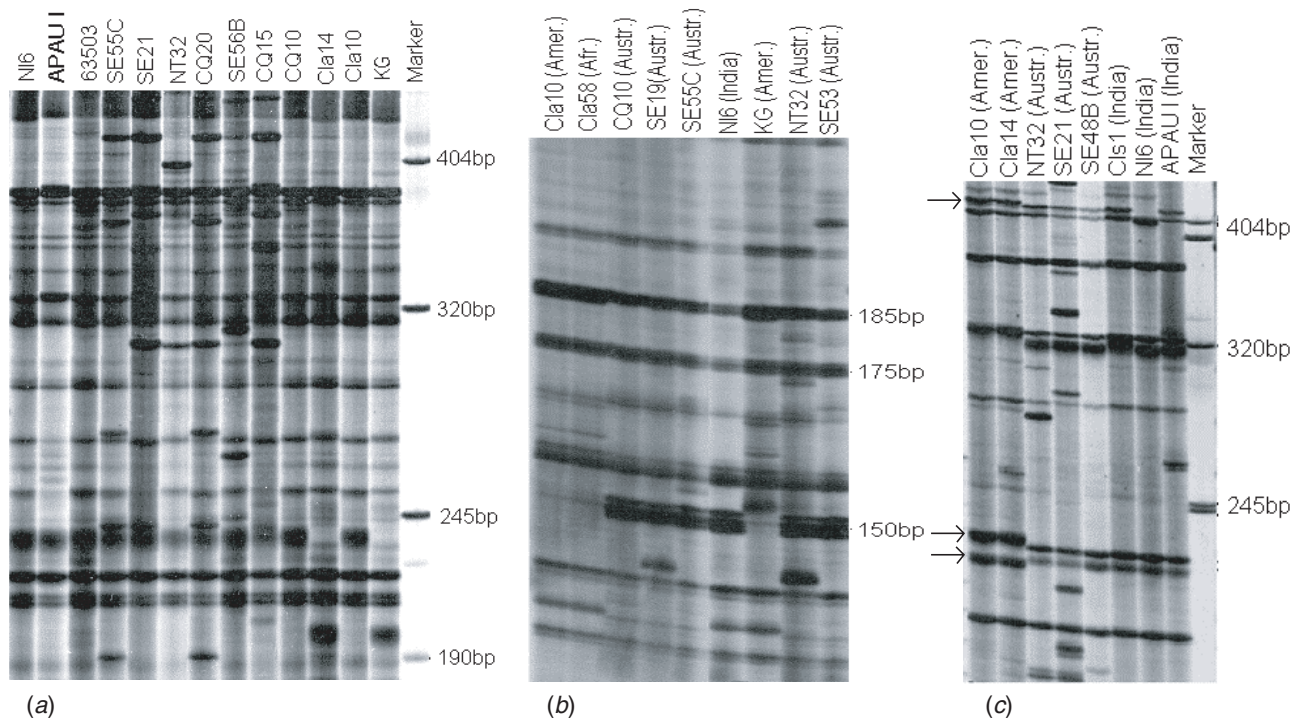 NI6
APAU I
63503
SE55C
SE21
NT32
CQ20
SE56B
CQ15
CQ10
Cla14
Cla10
KG
Marker
404bp
320bp
245bp
190bp
(a)
Cla10 (Amer.)
Cla58 (Afr.)
CQ10 (Austr.)
SE19(Austr.)
SE55C (Austr.)
NI6 (India)
KG (Amer.)
NT32 (Austr.)
SE53 (Austr.)
185bp
175bp
150bp
(b)
Cla10 (Amer.)
Cla14 (Amer.)
NT32 (Austr.)
SE21 (Austr.)
SE48B (Austr.)
Cls1 (India)
NI6 (India)
APAU I (India)
Marker
404bp
320bp
245bp
(c)